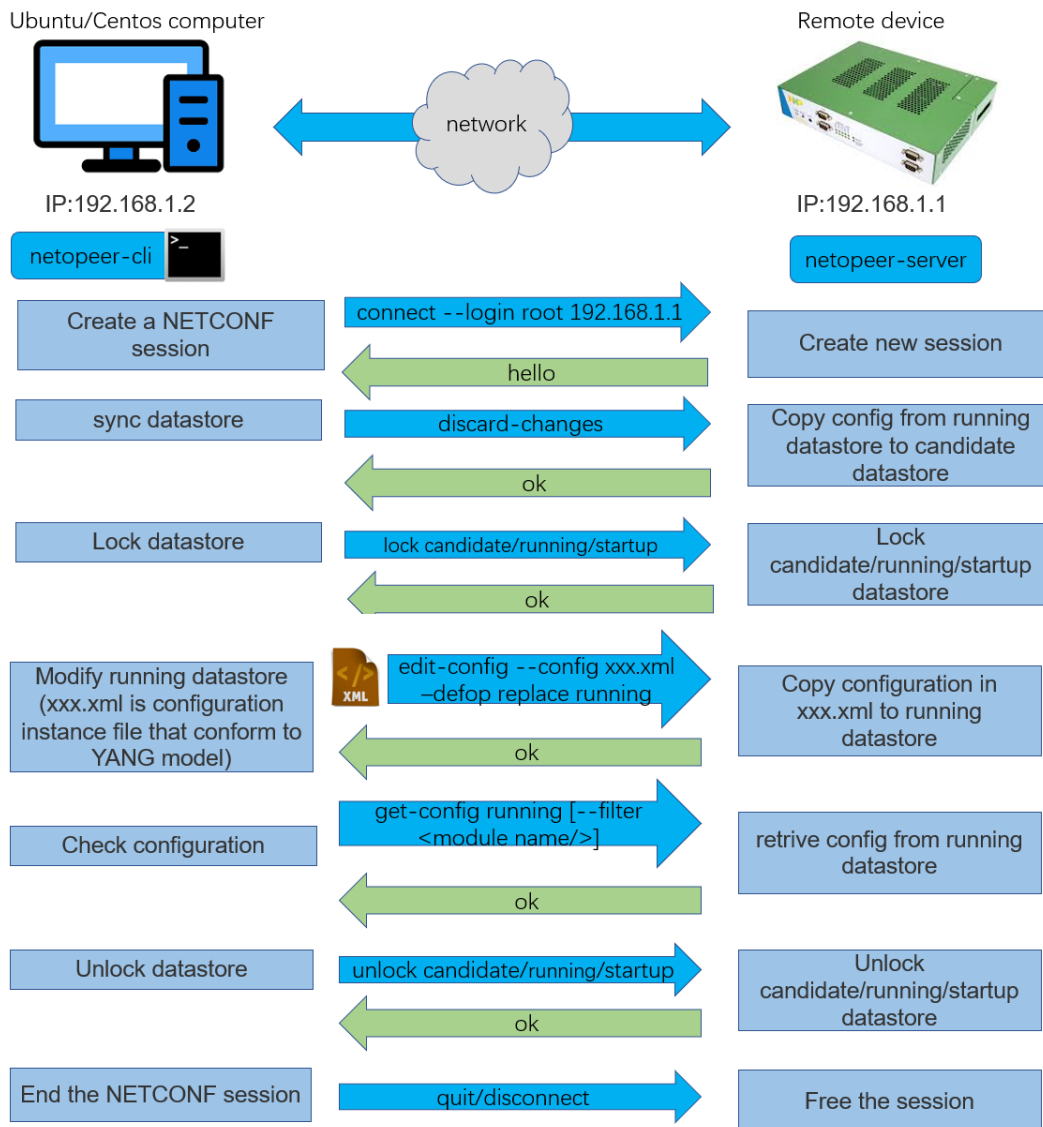 Ubuntu/Centos computer
Remote device
network
IP:192.168.1.2
IP:192.168.1.1
netopeer-cli
>_
netopeer-server
Create a NETCONF
session
connect --login root 192.168.1.1
Create new session
hello
sync datastore
discard-changes
Copy config from running
datastore to candidate
datastore
ok
Lock datastore
lock candidate/running/startup
Lock
candidate/running/startup
datastore
ok
Modify running datastore
(xxx.xml is configuration
instance file that conform to
YANG model)
</>
XML
edit-config --config xxx.xml
–defop replace running
Copy configuration in
xxx.xml to running
datastore
ok
Check configuration
get-config running [--filter
<module name/>]
retrive config from running
datastore
ok
Unlock datastore
unlock candidate/running/startup
Unlock
candidate/running/startup
datastore
ok
End the NETCONF session
quit/disconnect
Free the session